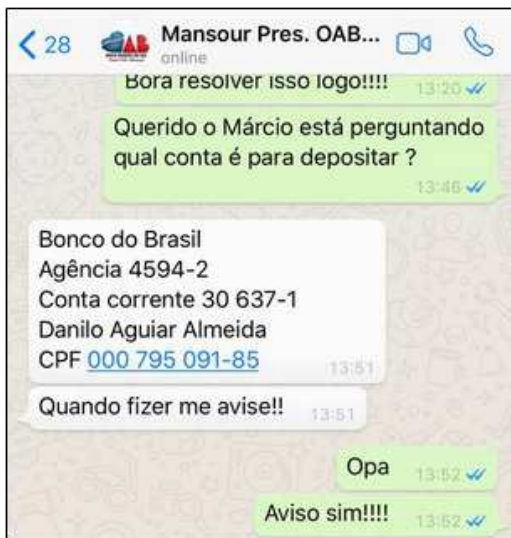 28
OAB
Mansour Pres. OAB...
online
Bora resolver isso logo!!!!
13:20
Querido o Márcio está perguntando
qual conta é para depositar ?
13:46
Bonco do Brasil
Agência 4594-2
Conta corrente 30 637-1
Danilo Aguiar Almeida
CPF 000 795 091-85
13:51
Quando fizer me avise!! 13:51
Opa 13:52
Aviso sim!!!! 13:52